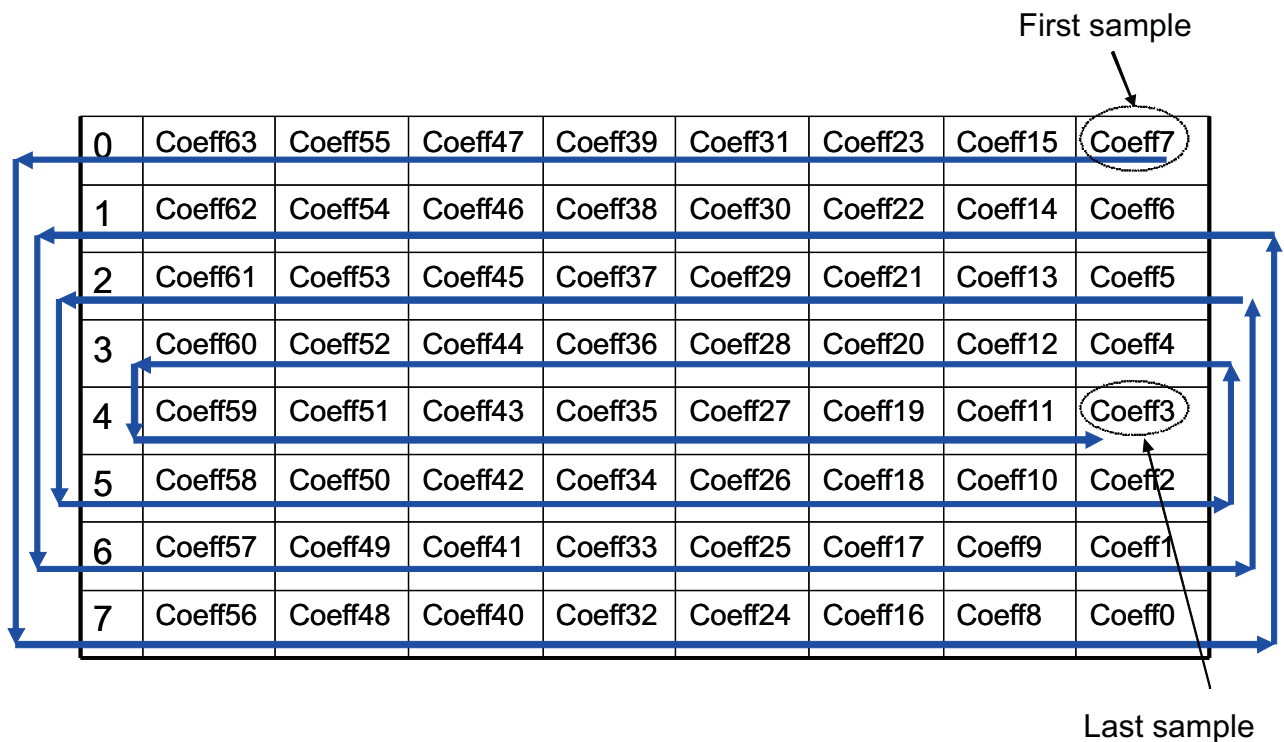 First sample
0 Coeff63 Coeff55 Coeff47 Coeff39 Coeff31 Coeff23 Coeff15 Coeff7
1 Coeff62 Coeff54 Coeff46 Coeff38 Coeff30 Coeff22 Coeff14 Coeff6
2 Coeff61 Coeff53 Coeff45 Coeff37 Coeff29 Coeff21 Coeff13 Coeff5
3 Coeff60 Coeff52 Coeff44 Coeff36 Coeff28 Coeff20 Coeff12 Coeff4
4 Coeff59 Coeff51 Coeff43 Coeff35 Coeff27 Coeff19 Coeff11 Coeff3
5 Coeff58 Coeff50 Coeff42 Coeff34 Coeff26 Coeff18 Coeff10 Coeff2
6 Coeff57 Coeff49 Coeff41 Coeff33 Coeff25 Coeff17 Coeff9 Coeff1
7 Coeff56 Coeff48 Coeff40 Coeff32 Coeff24 Coeff16 Coeff8 Coeff0
Last sample